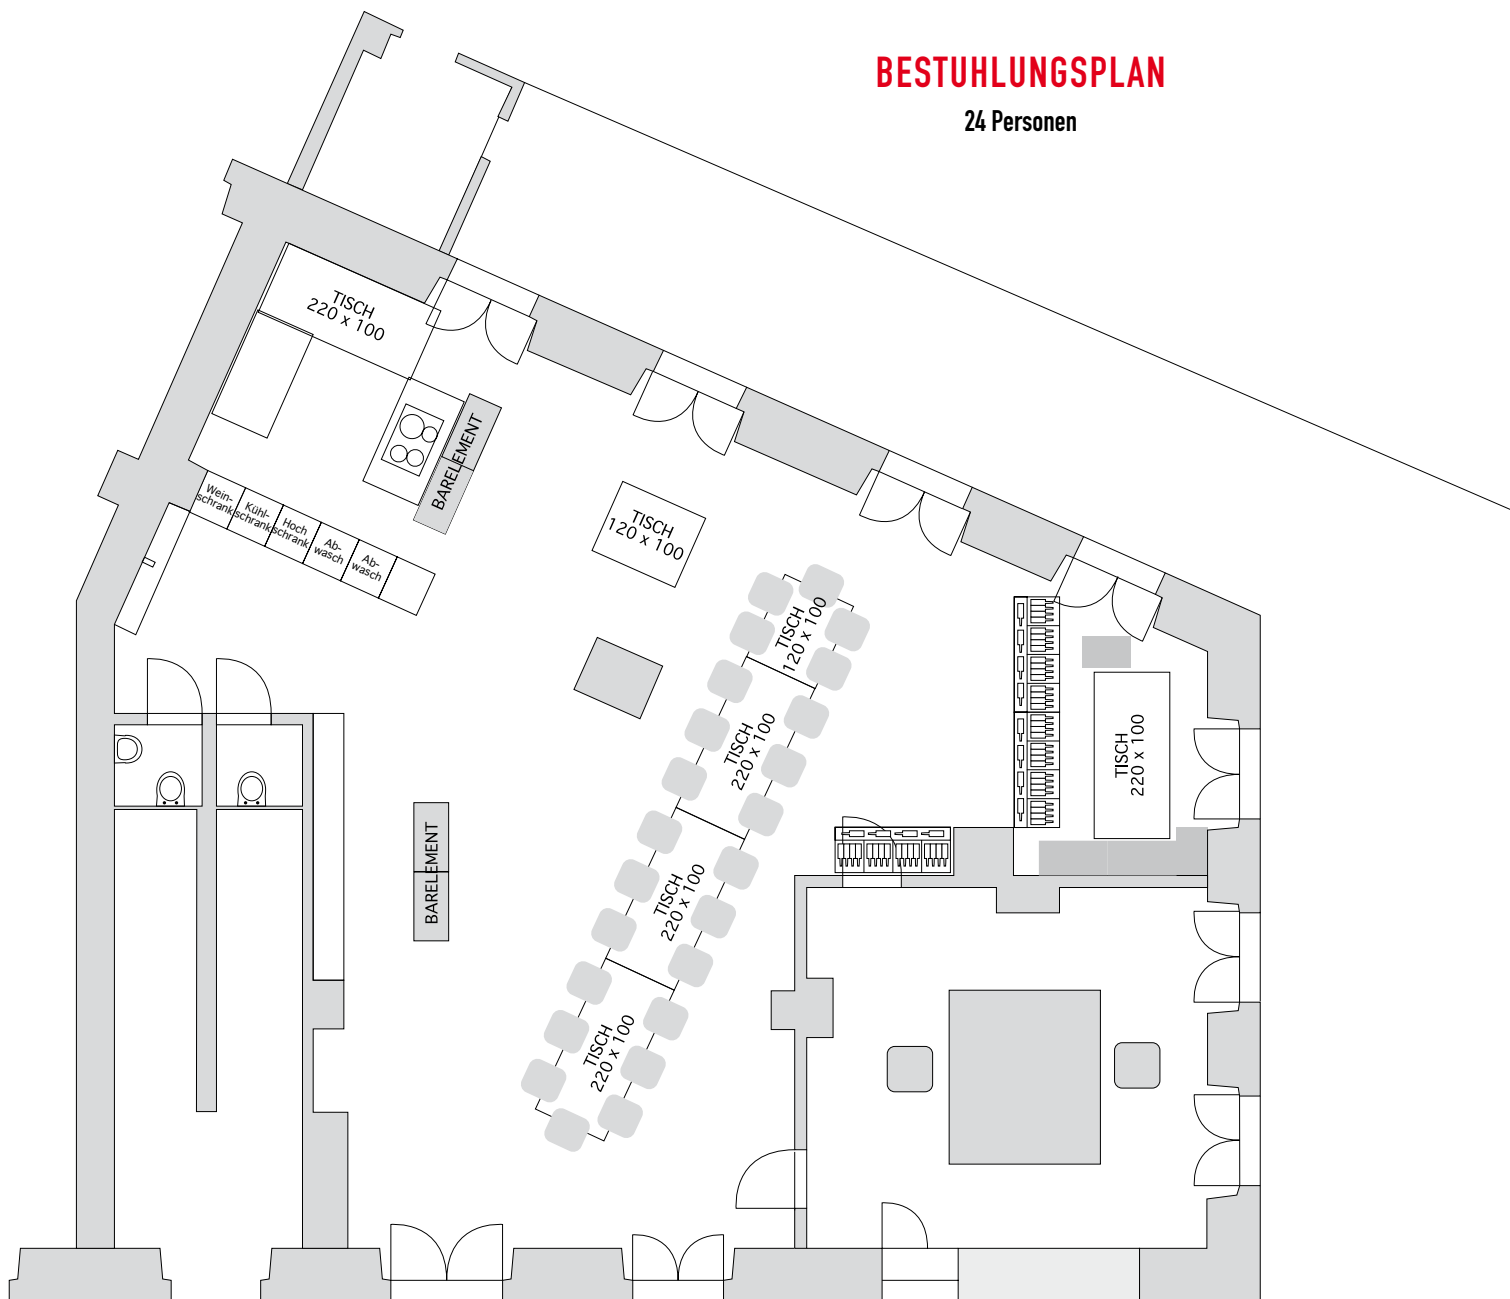 BESTUHLUNGSPLAN
24 Personen
TISCH
220 x 100
BARELEMENT
Wein-
schrank
Kühl-
schrank
Hoch
schrank
Ab-
wasch
Ab-
wasch
TISCH
120 x 100
TISCH
120 x 100
TISCH
220 x 100
TISCH
220 x 100
TISCH
220 x 100
TISCH
220 x 100
BARELEMENT